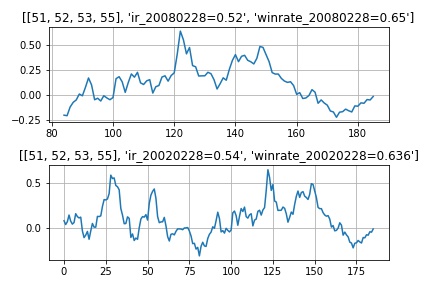 [[51, 52, 53, 55], 'ir_20080228=0.52', 'winrate_20080228=0.65']
0.50
0.25
0.00
−0.25
80 100 120 140 160 180
[[51, 52, 53, 55], 'ir_20020228=0.54', 'winrate_20020228=0.636']
0.5
0.0
0 25 50 75 100 125 150 175